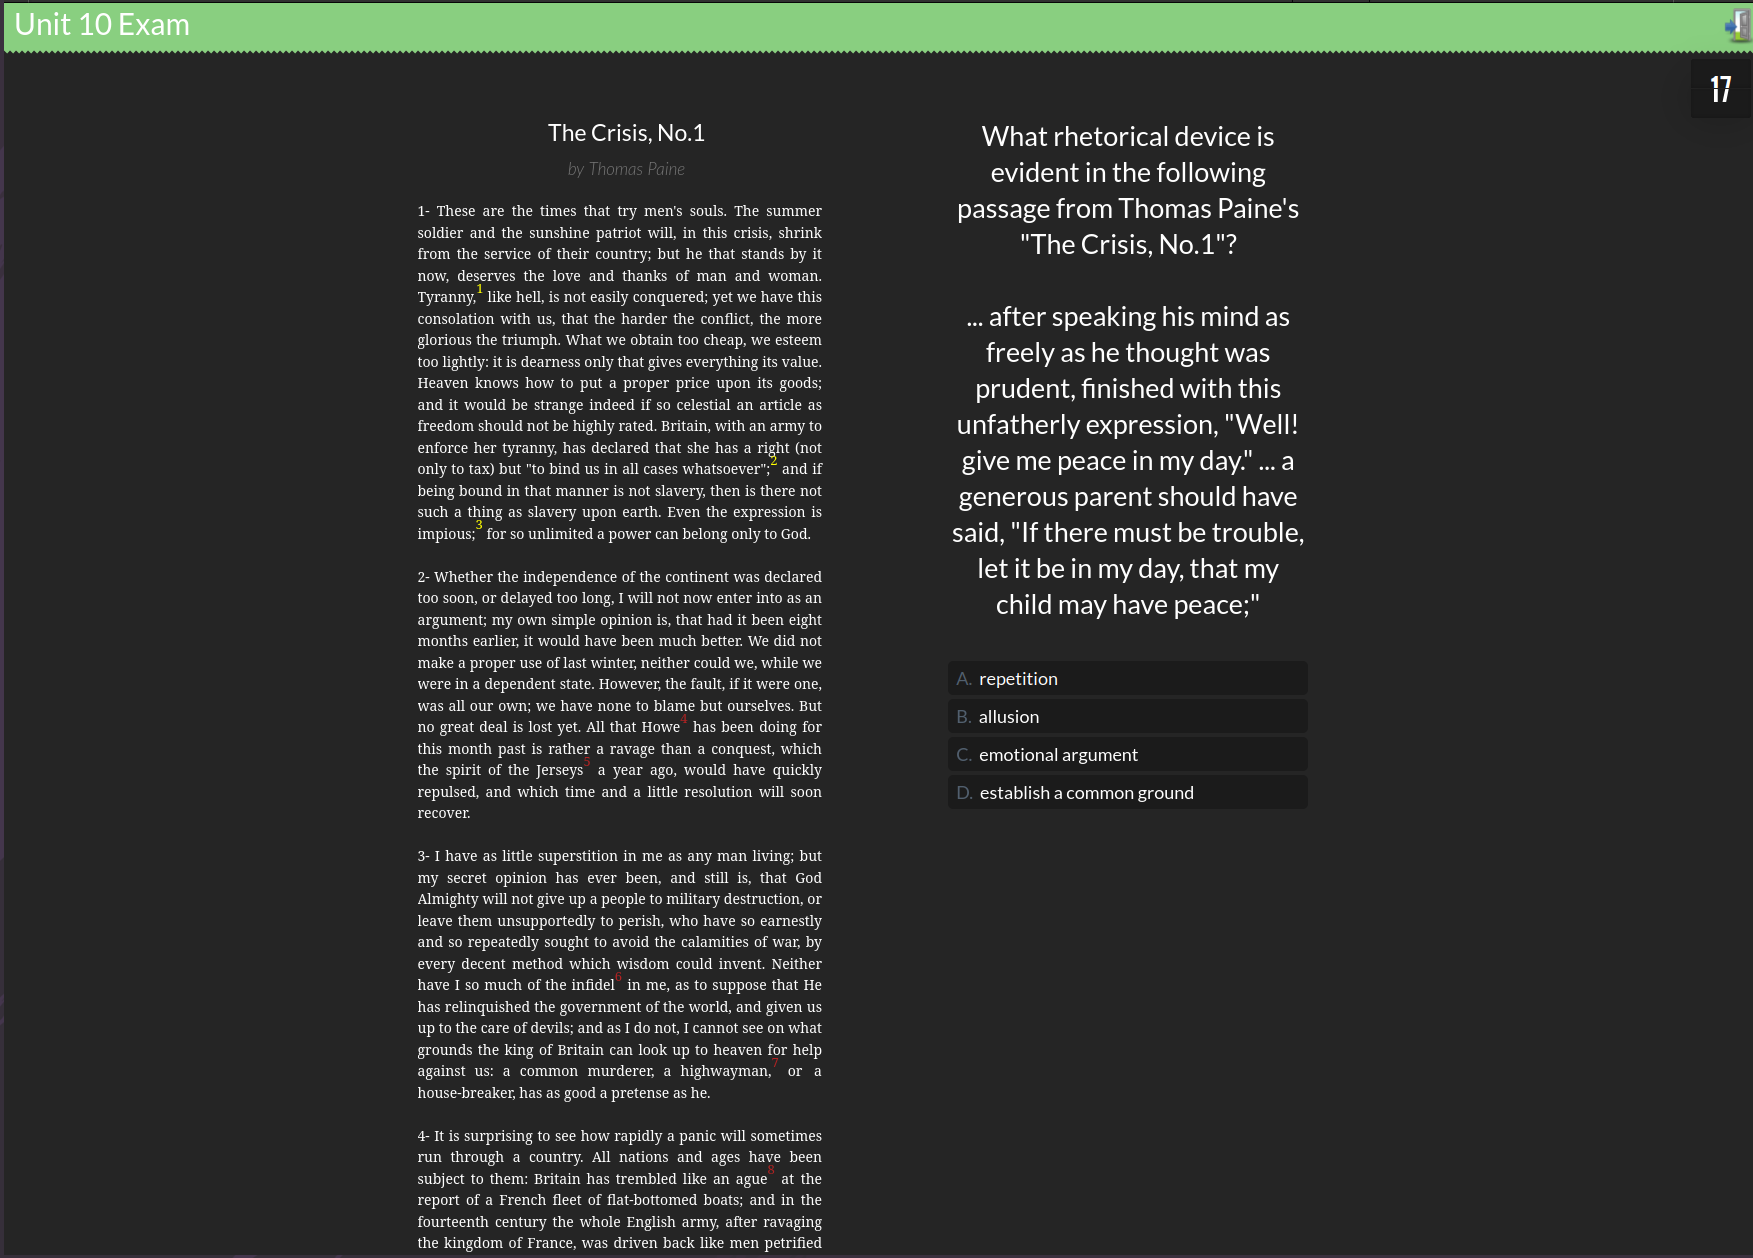 Unit 10 Exam
17
The Crisis, No.1
by Thomas Paine
1- These are the times that try men's souls. The summer
soldier and the sunshine patriot will, in this crisis, shrink
from the service of their country; but he that stands by it
now, deserves the love and thanks of man and woman.
Tyranny,1 like hell, is not easily conquered; yet we have this
consolation with us, that the harder the conflict, the more
glorious the triumph. What we obtain too cheap, we esteem
too lightly: it is dearness only that gives everything its value.
Heaven knows how to put a proper price upon its goods;
and it would be strange indeed if so celestial an article as
freedom should not be highly rated. Britain, with an army to
enforce her tyranny, has declared that she has a right (not
only to tax) but "to bind us in all cases whatsoever";2 and if
being bound in that manner is not slavery, then is there not
such a thing as slavery upon earth. Even the expression is
impious;3 for so unlimited a power can belong only to God.
2- Whether the independence of the continent was declared
too soon, or delayed too long, I will not now enter into as an
argument; my own simple opinion is, that had it been eight
months earlier, it would have been much better. We did not
make a proper use of last winter, neither could we, while we
were in a dependent state. However, the fault, if it were one,
was all our own; we have none to blame but ourselves. But
no great deal is lost yet. All that Howe4 has been doing for
this month past is rather a ravage than a conquest, which
the spirit of the Jerseys5 a year ago, would have quickly
repulsed, and which time and a little resolution will soon
recover.
3- I have as little superstition in me as any man living; but
my secret opinion has ever been, and still is, that God
Almighty will not give up a people to military destruction, or
leave them unsupportedly to perish, who have so earnestly
and so repeatedly sought to avoid the calamities of war, by
every decent method which wisdom could invent. Neither
have I so much of the infidel6 in me, as to suppose that He
has relinquished the government of the world, and given us
up to the care of devils; and as I do not, I cannot see on what
grounds the king of Britain can look up to heaven for help
against us: a common murderer, a highwayman,7 or a
house-breaker, has as good a pretense as he.
4- It is surprising to see how rapidly a panic will sometimes
run through a country. All nations and ages have been
subject to them: Britain has trembled like an ague8 at the
report of a French fleet of flat-bottomed boats; and in the
fourteenth century the whole English army, after ravaging
the kingdom of France, was driven back like men petrified
What rhetorical device is
evident in the following
passage from Thomas Paine's
"The Crisis, No.1"?
... after speaking his mind as
freely as he thought was
prudent, finished with this
unfatherly expression, "Well!
give me peace in my day." ... a
generous parent should have
said, "If there must be trouble,
let it be in my day, that my
child may have peace;"
A. repetition
B. allusion
C. emotional argument
D. establish a common ground